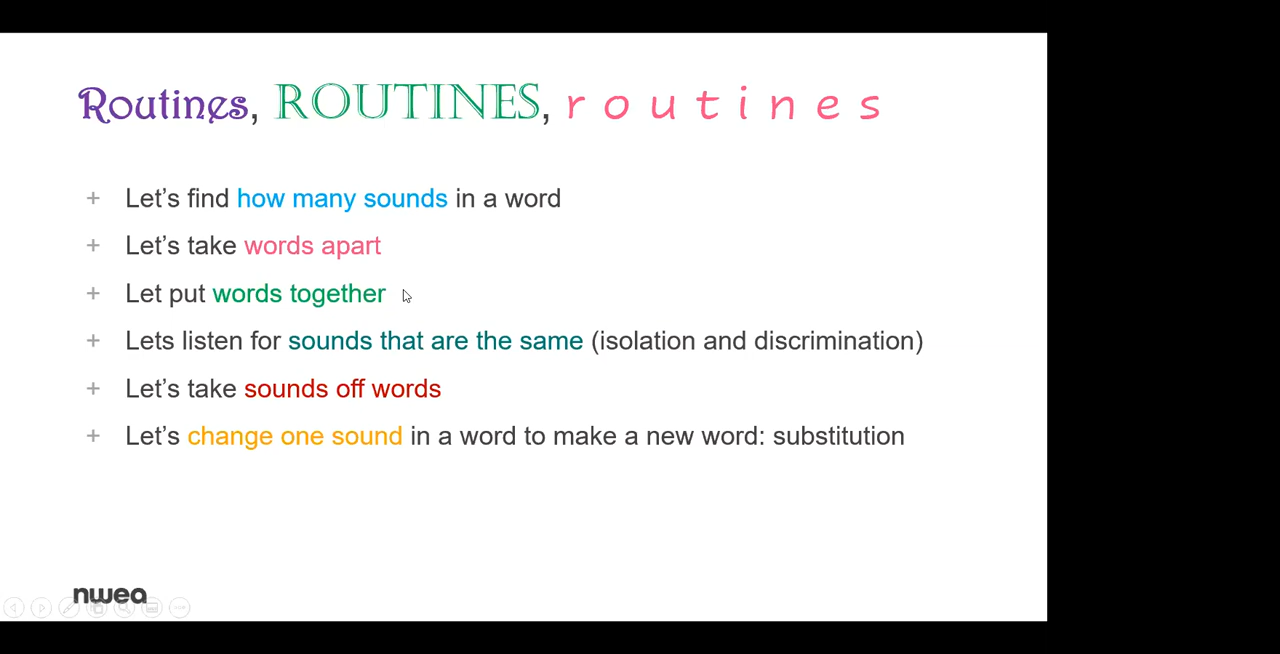 Routines, ROUTINES, routines
+ Let's find how many sounds in a word
+ Let's take words apart
+ Let put words together
+ Lets listen for sounds that are the same (isolation and discrimination)
+ Let's take sounds off words
+ Let's change one sound in a word to make a new word: substitution
nwea